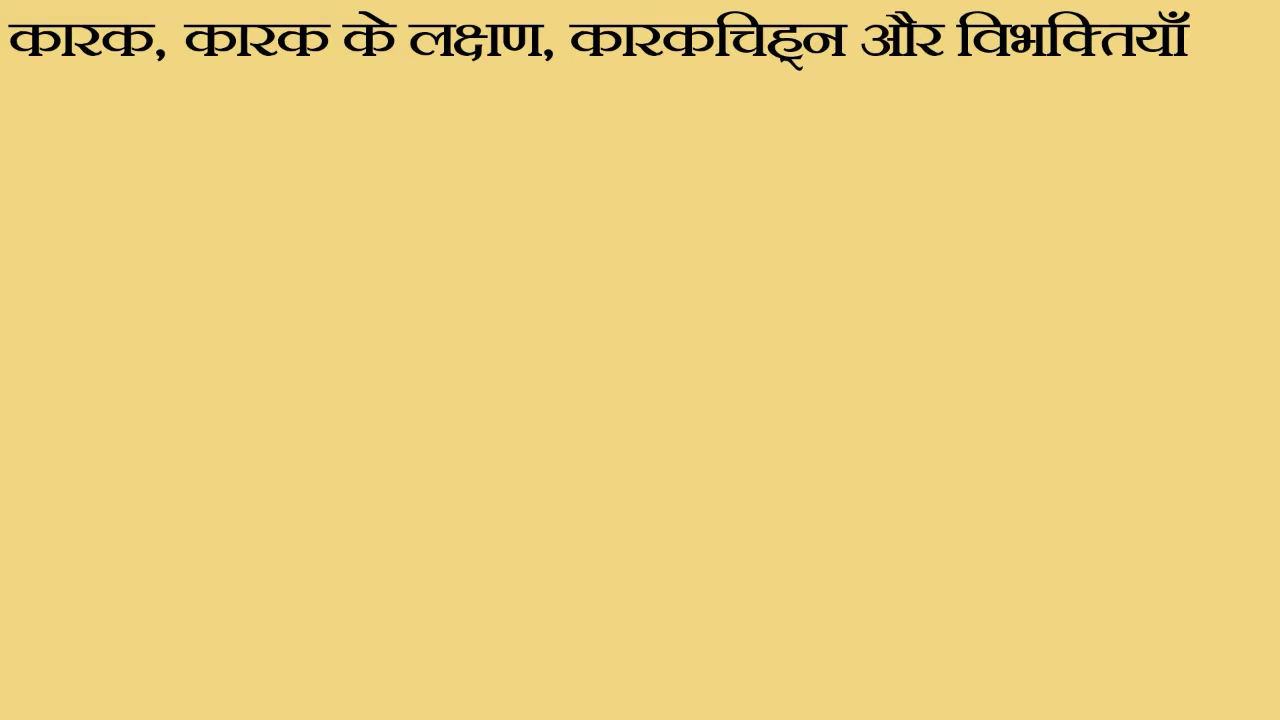 कारक, कारक के लक्षण, कारकचिह्न और विभक्तियाँ